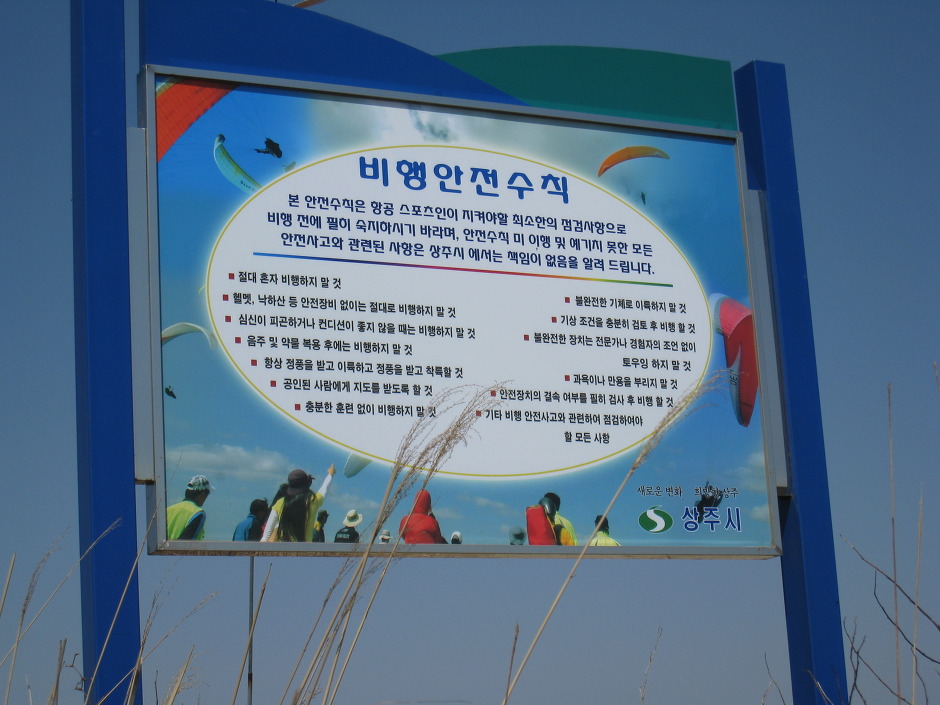 비행안전수칙
본 안전수칙은 항공 스포츠인이 지켜야할 최소한의 점검사항으로
비행 전에 필히 숙지하시기 바라며, 안전수칙 미 이행 및 예기치 못한 모든
안전사고와 관련된 사항은 상주시 에서는 책임이 없음을 알려 드립니다.
■ 절대 혼자 비행하지 말 것
■ 헬멧, 낙하산 등 안전장비 없이는 절대로 비행하지 말 것
■ 심신이 피곤하거나 컨디션이 좋지 않을 때는 비행하지 말 것
■ 음주 및 약물 복용 후에는 비행하지 말 것
■ 항상 정풍을 받고 이륙하고 정풍을 받고 착륙할 것
■ 공인된 사람에게 지도를 받도록 할 것
■ 충분한 훈련 없이 비행하지 말 것
■ 불완전한 기체로 이륙하지 말 것
■ 기상 조건을 충분히 검토 후 비행 할 것
■ 불완전한 장치는 전문가나 경험자의 조언 없이
토우잉 하지 말 것
■ 과욕이나 만용을 부리지 말 것
■ 안전장치의 결속 여부를 필히 검사 후 비행 할 것
■ 기타 비행 안전사고와 관련하여 점검하여야
할 모든 사항
새로운 변화 상주
상주시